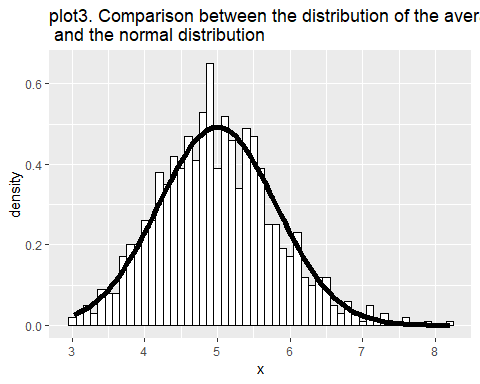 plot3. Comparison between the distribution of the aver
and the normal distribution
0.6
0.4
0.2
0.0
density
3 4 5 6 7 8
x